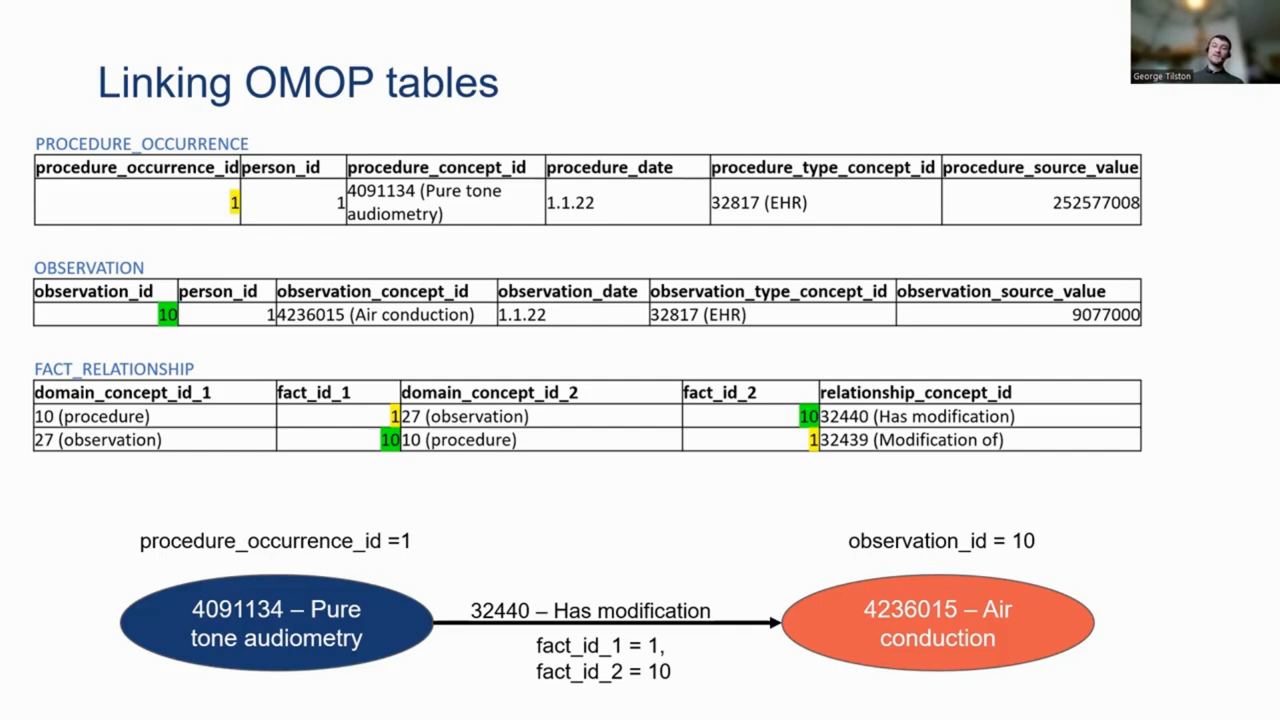 George Tilston
Linking OMOP tables
PROCEDURE_OCCURRENCE
procedure_occurrence_id person_id procedure_concept_id procedure_date procedure_type_concept_id procedure_source_value
1 1 4091134 (Pure tone audiometry) 1.1.22 32817 (EHR) 252577008
OBSERVATION
observation_id person_id observation_concept_id observation_date observation_type_concept_id observation_source_value
10 1 4236015 (Air conduction) 1.1.22 32817 (EHR) 9077000
FACT_RELATIONSHIP
domain_concept_id_1 fact_id_1 domain_concept_id_2 fact_id_2 relationship_concept_id
10 (procedure) 1 27 (observation) 10 32440 (Has modification)
27 (observation) 10 10 (procedure) 1 32439 (Modification of)
procedure_occurrence_id =1
observation_id = 10
4091134 – Pure
tone audiometry
32440 – Has modification
fact_id_1 = 1,
fact_id_2 = 10
4236015 – Air
conduction